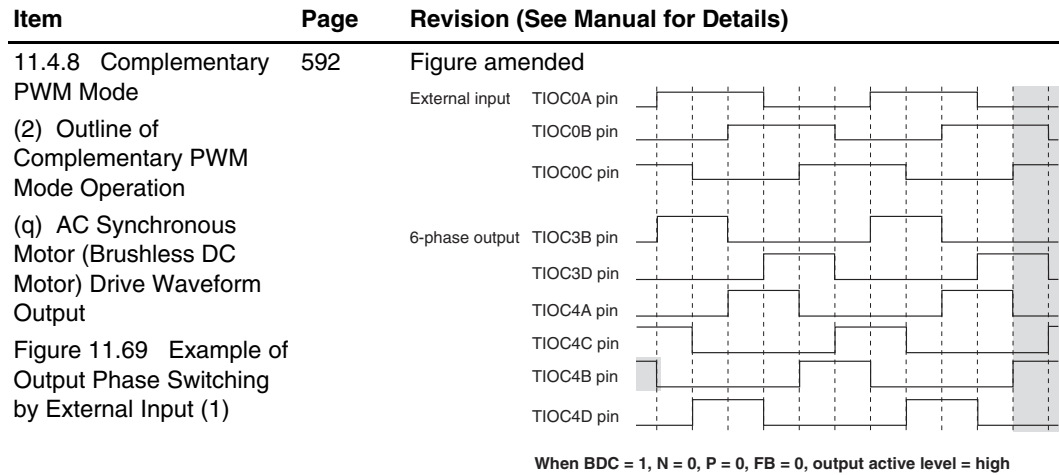 Item Page Revision (See Manual for Details)
11.4.8 Complementary PWM Mode 592 Figure amended
(2) Outline of Complementary PWM Mode Operation
(q) AC Synchronous Motor (Brushless DC Motor) Drive Waveform Output
Figure 11.69 Example of Output Phase Switching by External Input (1)
External input TIOC0A pin
TIOC0B pin
TIOC0C pin
6-phase output TIOC3B pin
TIOC3D pin
TIOC4A pin
TIOC4C pin
TIOC4B pin
TIOC4D pin
When BDC = 1, N = 0, P = 0, FB = 0, output active level = high